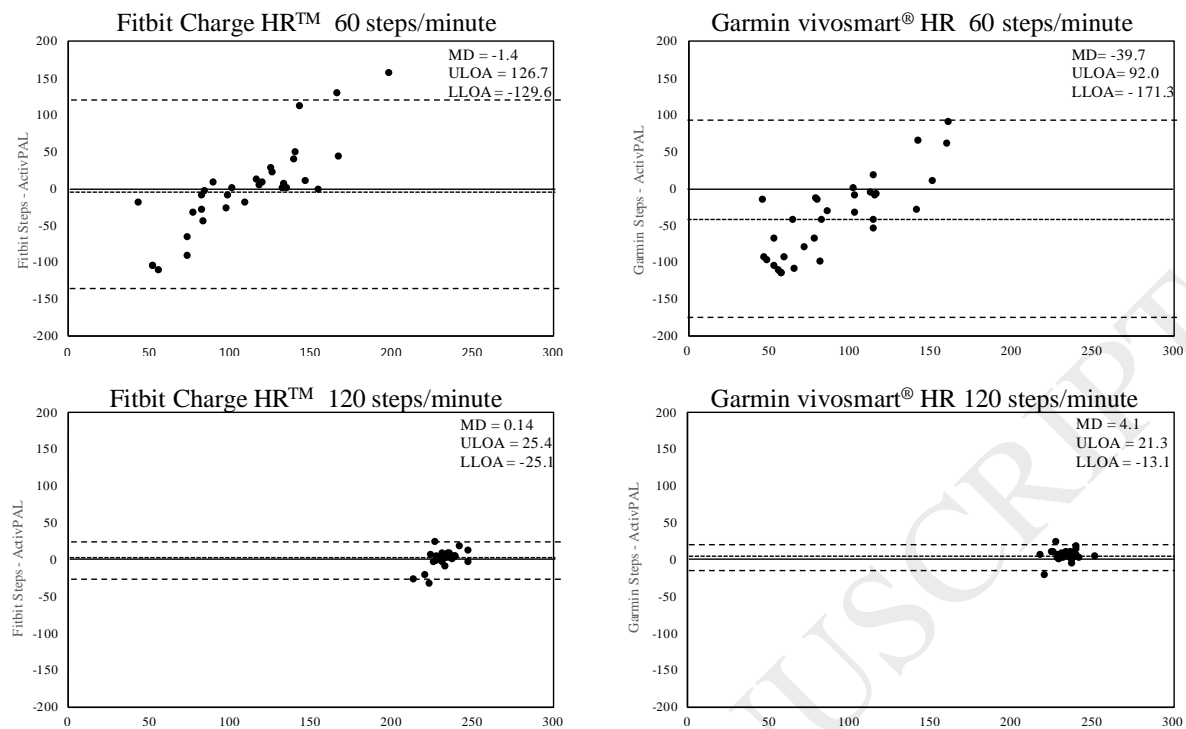 Fitbit Charge HR™ 60 steps/minute
MD = -1.4
ULOA = 126.7
LLOA = -129.6
Fitbit Steps - ActivPAL
200
150
100
50
0
-50
-100
-150
-200
0 50 100 150 200 250 300
Garmin vivosmart® HR 60 steps/minute
MD= -39.7
ULOA= 92.0
LLOA= - 171.3
Garmin Steps - ActivPAL
200
150
100
50
0
-50
-100
-150
-200
0 50 100 150 200 250 300
Fitbit Charge HR™ 120 steps/minute
MD = 0.14
ULOA = 25.4
LLOA = -25.1
Fitbit Steps - ActivPAL
200
150
100
50
0
-50
-100
-150
-200
0 50 100 150 200 250 300
Garmin vivosmart® HR 120 steps/minute
MD = 4.1
ULOA = 21.3
LLOA = -13.1
Garmin Steps - ActivPAL
200
150
100
50
0
-50
-100
-150
-200
0 50 100 150 200 250 300
USCRIPT